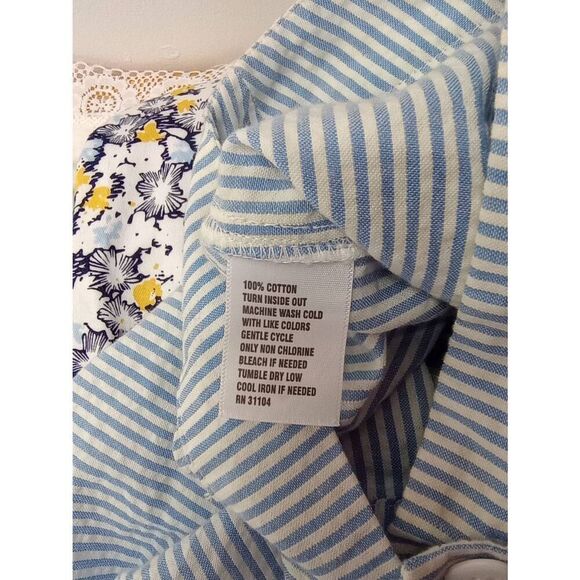 100% COTTON
TURN INSIDE OUT
MACHINE WASH COLD
WITH LIKE COLORS
GENTLE CYCLE
ONLY NON CHLORINE
BLEACH IF NEEDED
TUMBLE DRY LOW
COOL IRON IF NEEDED
RN 31104